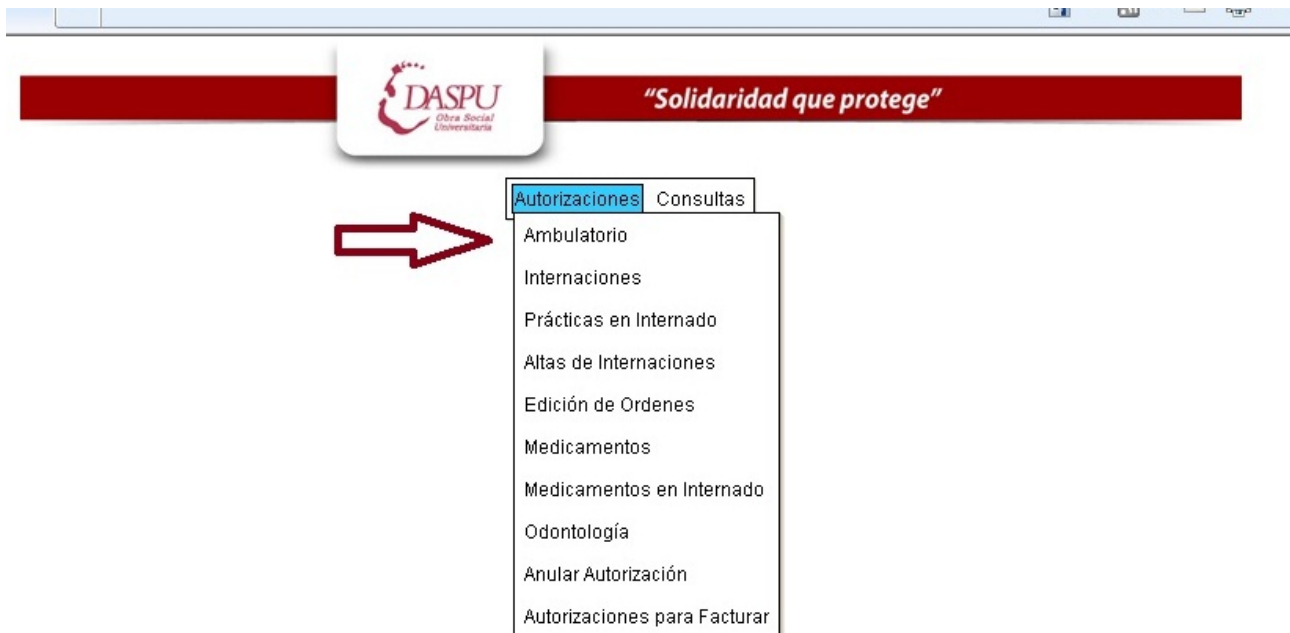 DASPU
Obra Social
Universitaria
“Solidaridad que protege”
Autorizaciones Consultas
Ambulatorio
Internaciones
Prácticas en Internado
Altas de Internaciones
Edición de Ordenes
Medicamentos
Medicamentos en Internado
Odontología
Anular Autorización
Autorizaciones para Facturar